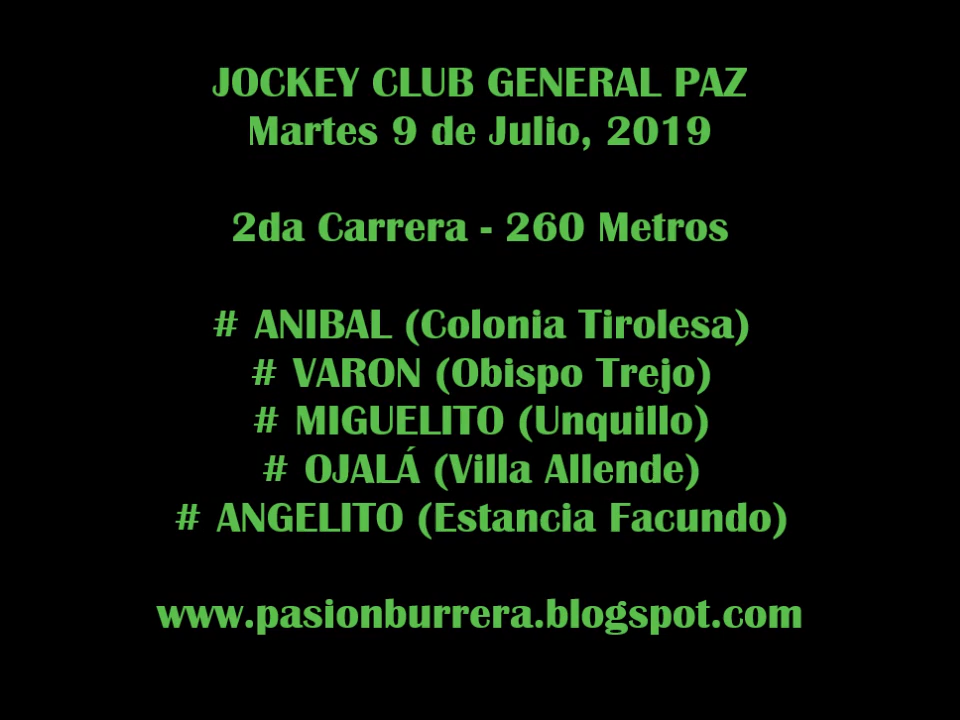 JOCKEY CLUB GENERAL PAZ
Martes 9 de Julio, 2019
2da Carrera - 260 Metros
# ANIBAL (Colonia Tirolesa)
# VARON (Obispo Trejo)
# MIGUELITO (Unquillo)
# OJALÁ (Villa Allende)
# ANGELITO (Estancia Facundo)
www.pasionburrera.blogspot.com